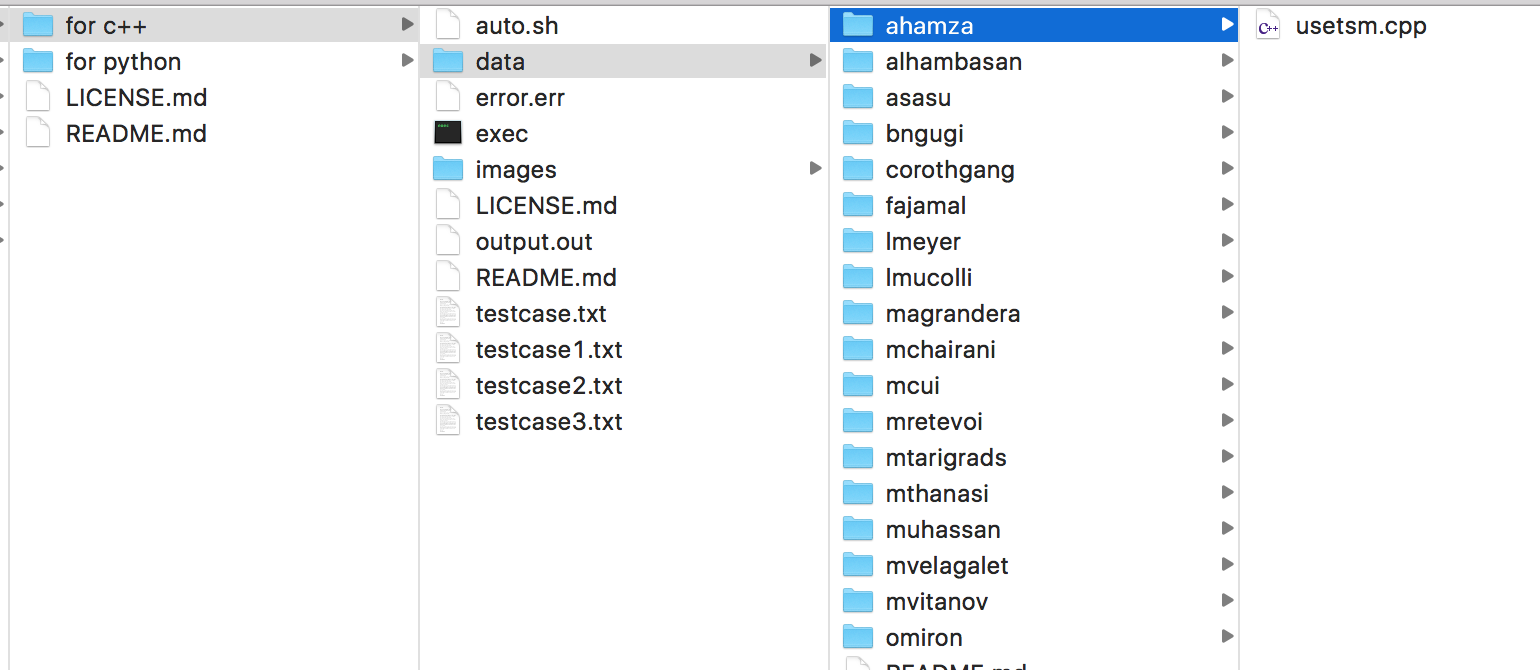 for c++
for python
LICENSE.md
README.md
auto.sh
data
error.err
exec
images
LICENSE.md
output.out
README.md
testcase.txt
testcase1.txt
testcase2.txt
testcase3.txt
ahamza
alhambasan
asasu
bngugi
corothgang
fajamal
lmeyer
lmucolli
magrandera
mchairani
mcui
mretevoi
mtarigrads
mthanasi
muhassan
mvelagalet
mvitanov
omiron
README.md
C++ usetsm.cpp